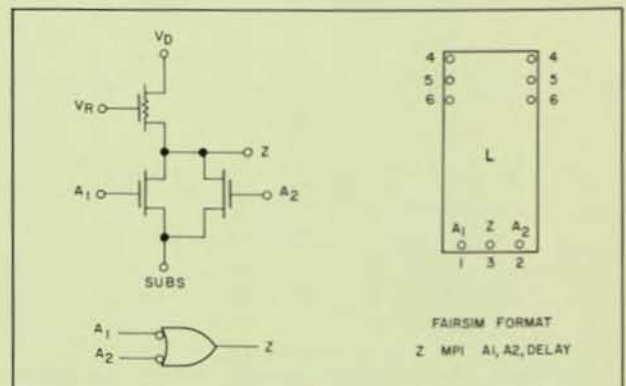 VD
VR
Z
A1
A2
SUBS
A1
A2
Z
4 4
5 5
6 6
L
A1 Z A2
1 3 2
FAIRSIM FORMAT
Z MPI A1, A2, DELAY